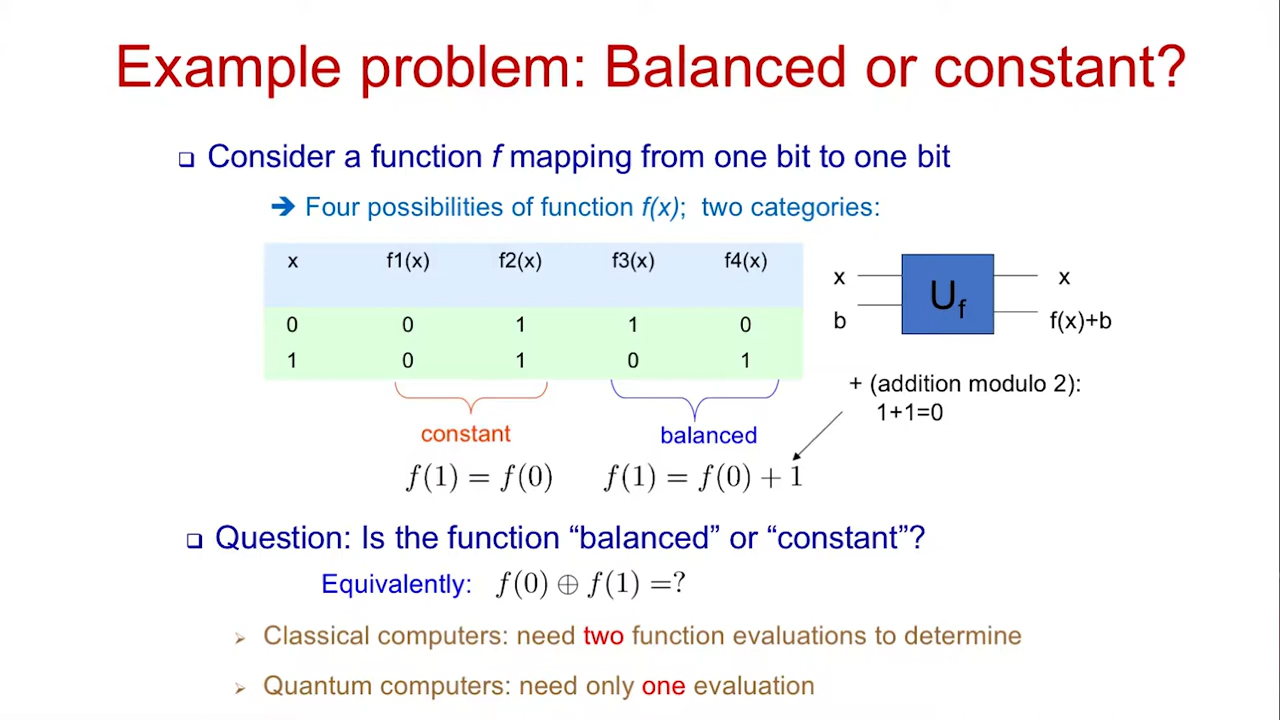 Example problem: Balanced or constant?
❑ Consider a function f mapping from one bit to one bit
➔ Four possibilities of function f(x); two categories:
x f1(x) f2(x) f3(x) f4(x)
0 0 1 1 0
1 0 1 0 1
constant balanced
f(1) = f(0) f(1) = f(0) + 1
x U_f x
b f(x)+b
+ (addition modulo 2):
1+1=0
❑ Question: Is the function “balanced” or “constant”?
Equivalently: f(0) ⊕ f(1) =?
➢ Classical computers: need two function evaluations to determine
➢ Quantum computers: need only one evaluation